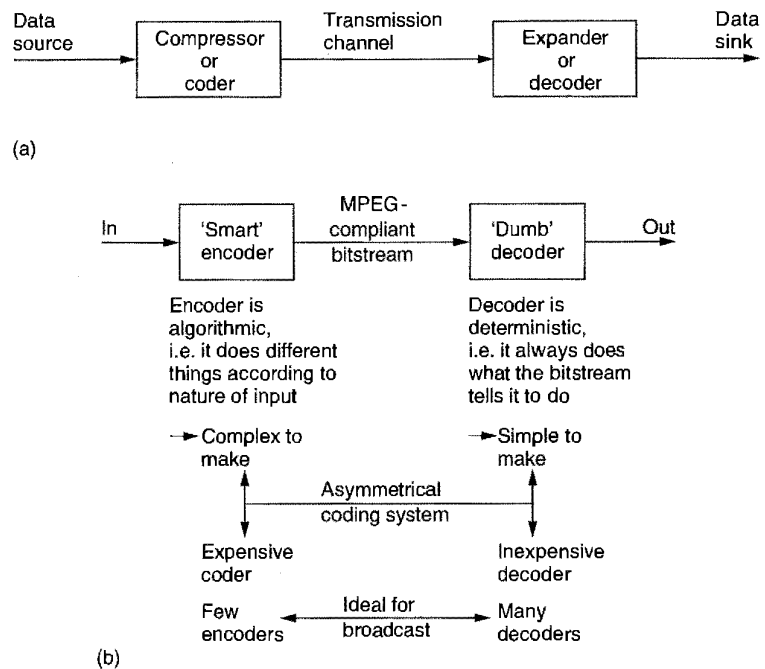 Data
source
Compressor
or
coder
Transmission
channel
Expander
or
decoder
Data
sink
(a)
In
'Smart'
encoder
MPEG-
compliant
bitstream
'Dumb'
decoder
Out
Encoder is
algorithmic,
i.e. it does different
things according to
nature of input
Decoder is
deterministic,
i.e. it always does
what the bitstream
tells it to do
Complex to
make
Simple to
make
Asymmetrical
coding system
Expensive
coder
Inexpensive
decoder
Few
encoders
Ideal for
broadcast
Many
decoders
(b)